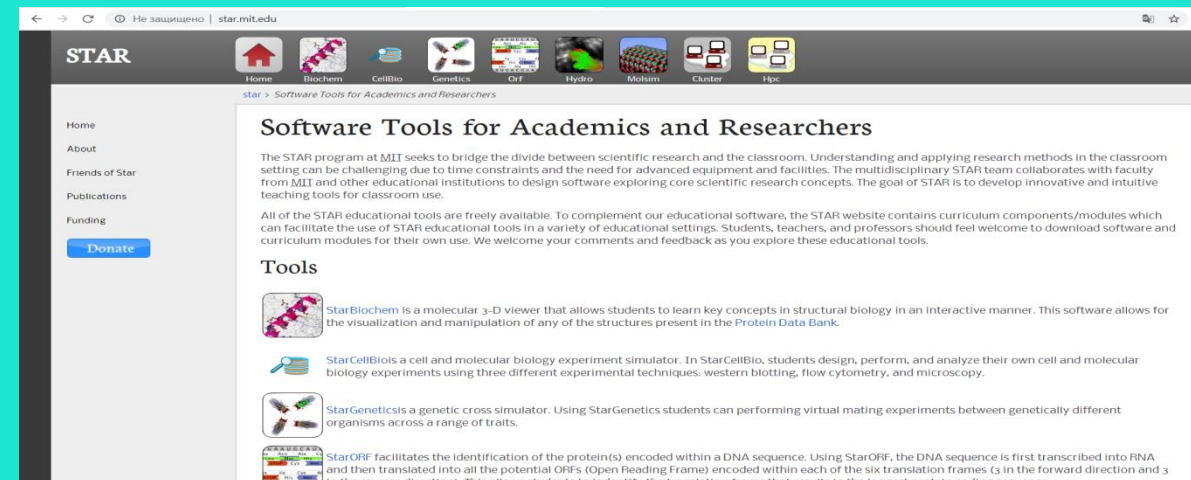 Не защищено | star.mit.edu
STAR
Home Biochem CellBio Genetics Orf Hydro Molsim Cluster Hpc
star > Software Tools for Academics and Researchers
Home
About
Friends of Star
Publications
Funding
Donate
Software Tools for Academics and Researchers
The STAR program at MIT seeks to bridge the divide between scientific research and the classroom. Understanding and applying research methods in the classroom
setting can be challenging due to time constraints and the need for advanced equipment and facilities. The multidisciplinary STAR team collaborates with faculty
from MIT and other educational institutions to design software exploring core scientific research concepts. The goal of STAR is to develop innovative and intuitive
teaching tools for classroom use.
All of the STAR educational tools are freely available. To complement our educational software, the STAR website contains curriculum components/modules which
can facilitate the use of STAR educational tools in a variety of educational settings. Students, teachers, and professors should feel welcome to download software and
curriculum modules for their own use. We welcome your comments and feedback as you explore these educational tools.
Tools
StarBiochem is a molecular 3-D viewer that allows students to learn key concepts in structural biology in an interactive manner. This software allows for
the visualization and manipulation of any of the structures present in the Protein Data Bank.
StarCellBiois a cell and molecular biology experiment simulator. In StarCellBio, students design, perform, and analyze their own cell and molecular
biology experiments using three different experimental techniques: western blotting, flow cytometry, and microscopy.
StarGeneticsis a genetic cross simulator. Using StarGenetics students can performing virtual mating experiments between genetically different
organisms across a range of traits.
StarORF facilitates the identification of the protein(s) encoded within a DNA sequence. Using StarORF, the DNA sequence is first transcribed into RNA
and then translated into all the potential ORFs (Open Reading Frame) encoded within each of the six translation frames (3 in the forward direction and 3